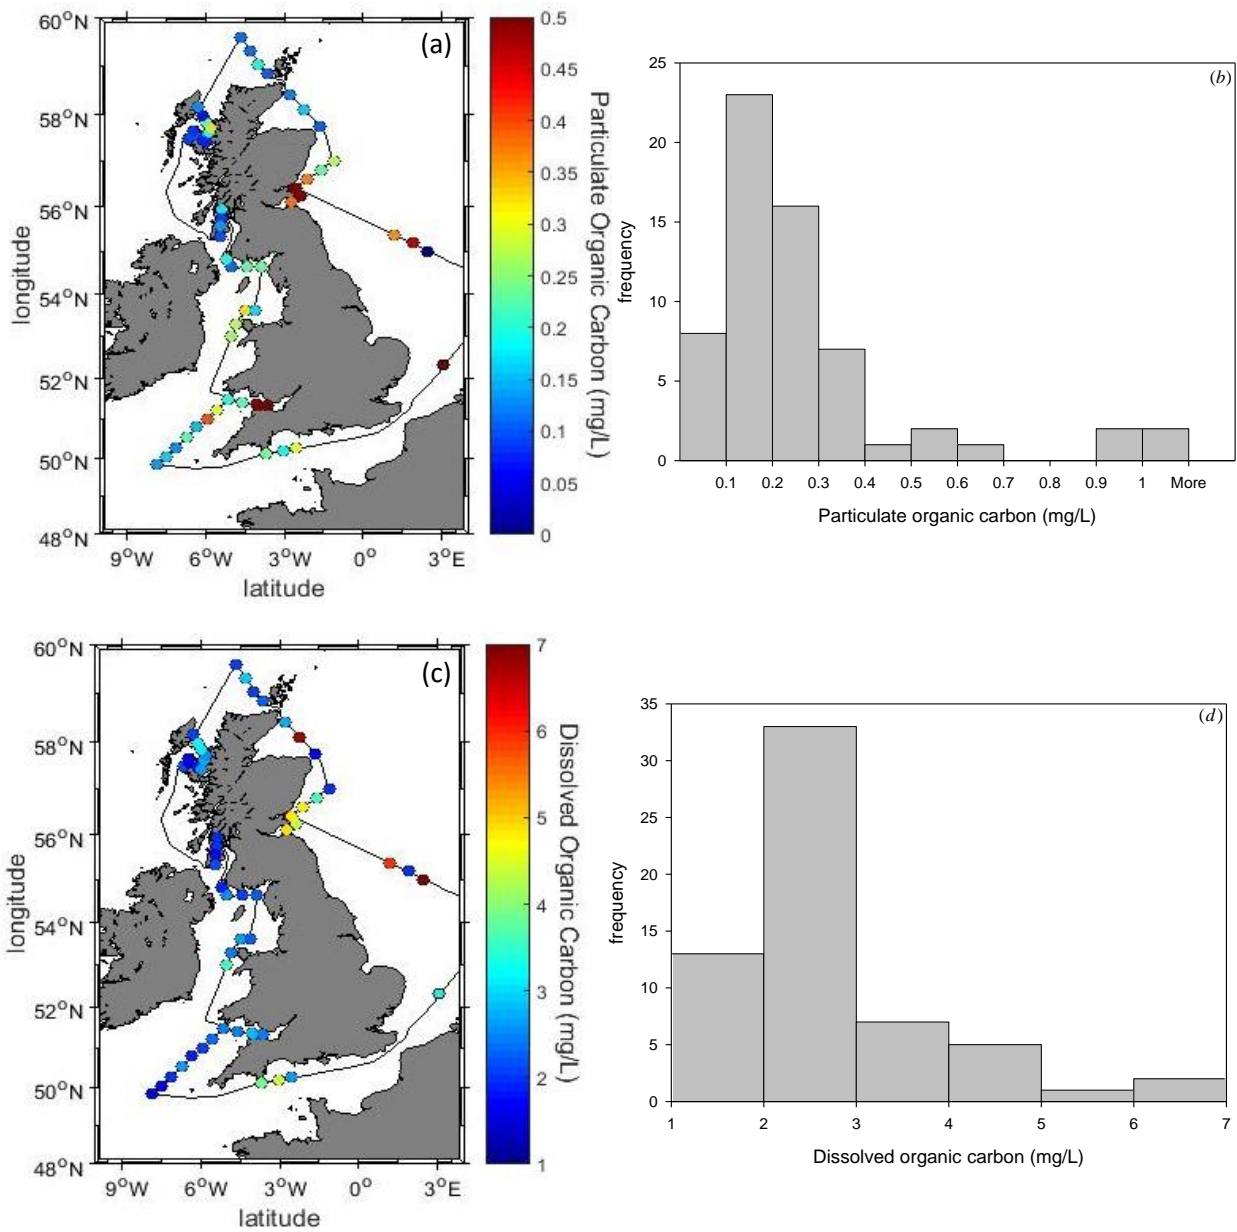 (a)
60°N
58°N
56°N
54°N
52°N
50°N
48°N
longitude
9°W 6°W 3°W 0° 3°E
latitude
0.5
0.45
0.4
0.35
0.3
0.25
0.2
0.15
0.1
0.05
0
Particulate Organic Carbon (mg/L)
(b)
25
20
15
10
5
0
frequency
0.1 0.2 0.3 0.4 0.5 0.6 0.7 0.8 0.9 1 More
Particulate organic carbon (mg/L)
(c)
60°N
58°N
56°N
54°N
52°N
50°N
48°N
longitude
9°W 6°W 3°W 0° 3°E
latitude
7
6
5
4
3
2
1
Dissolved Organic Carbon (mg/L)
(d)
35
30
25
20
15
10
5
0
frequency
1 2 3 4 5 6 7
Dissolved organic carbon (mg/L)